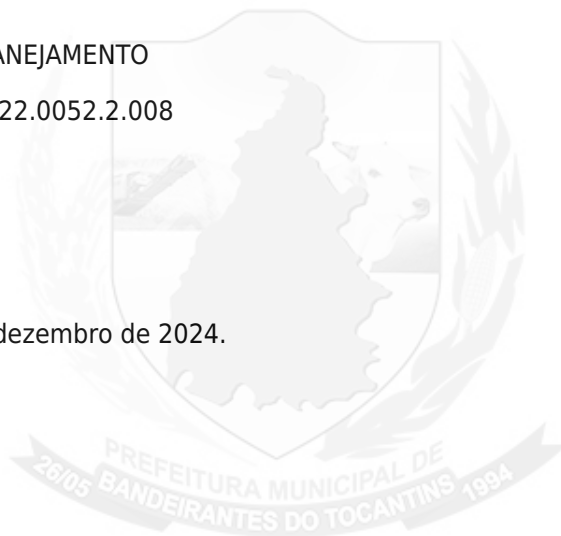 ANEJAMENTO
22.0052.2.008
dezembro de 2024.
PREFEITURA MUNICIPAL DE
26/05 BANDEIRANTES DO TOCANTINS 1994